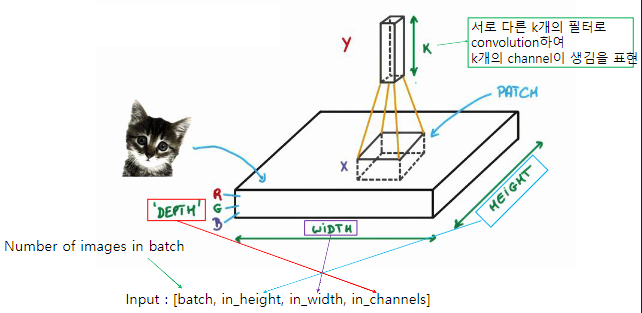 서로 다른 k개의 필터로
convolution하여
k개의 channel이 생김을 표현
Y
K
PATCH
X
R
G
B
'DEPTH'
WIDTH
HEIGHT
Number of images in batch
Input : [batch, in_height, in_width, in_channels]